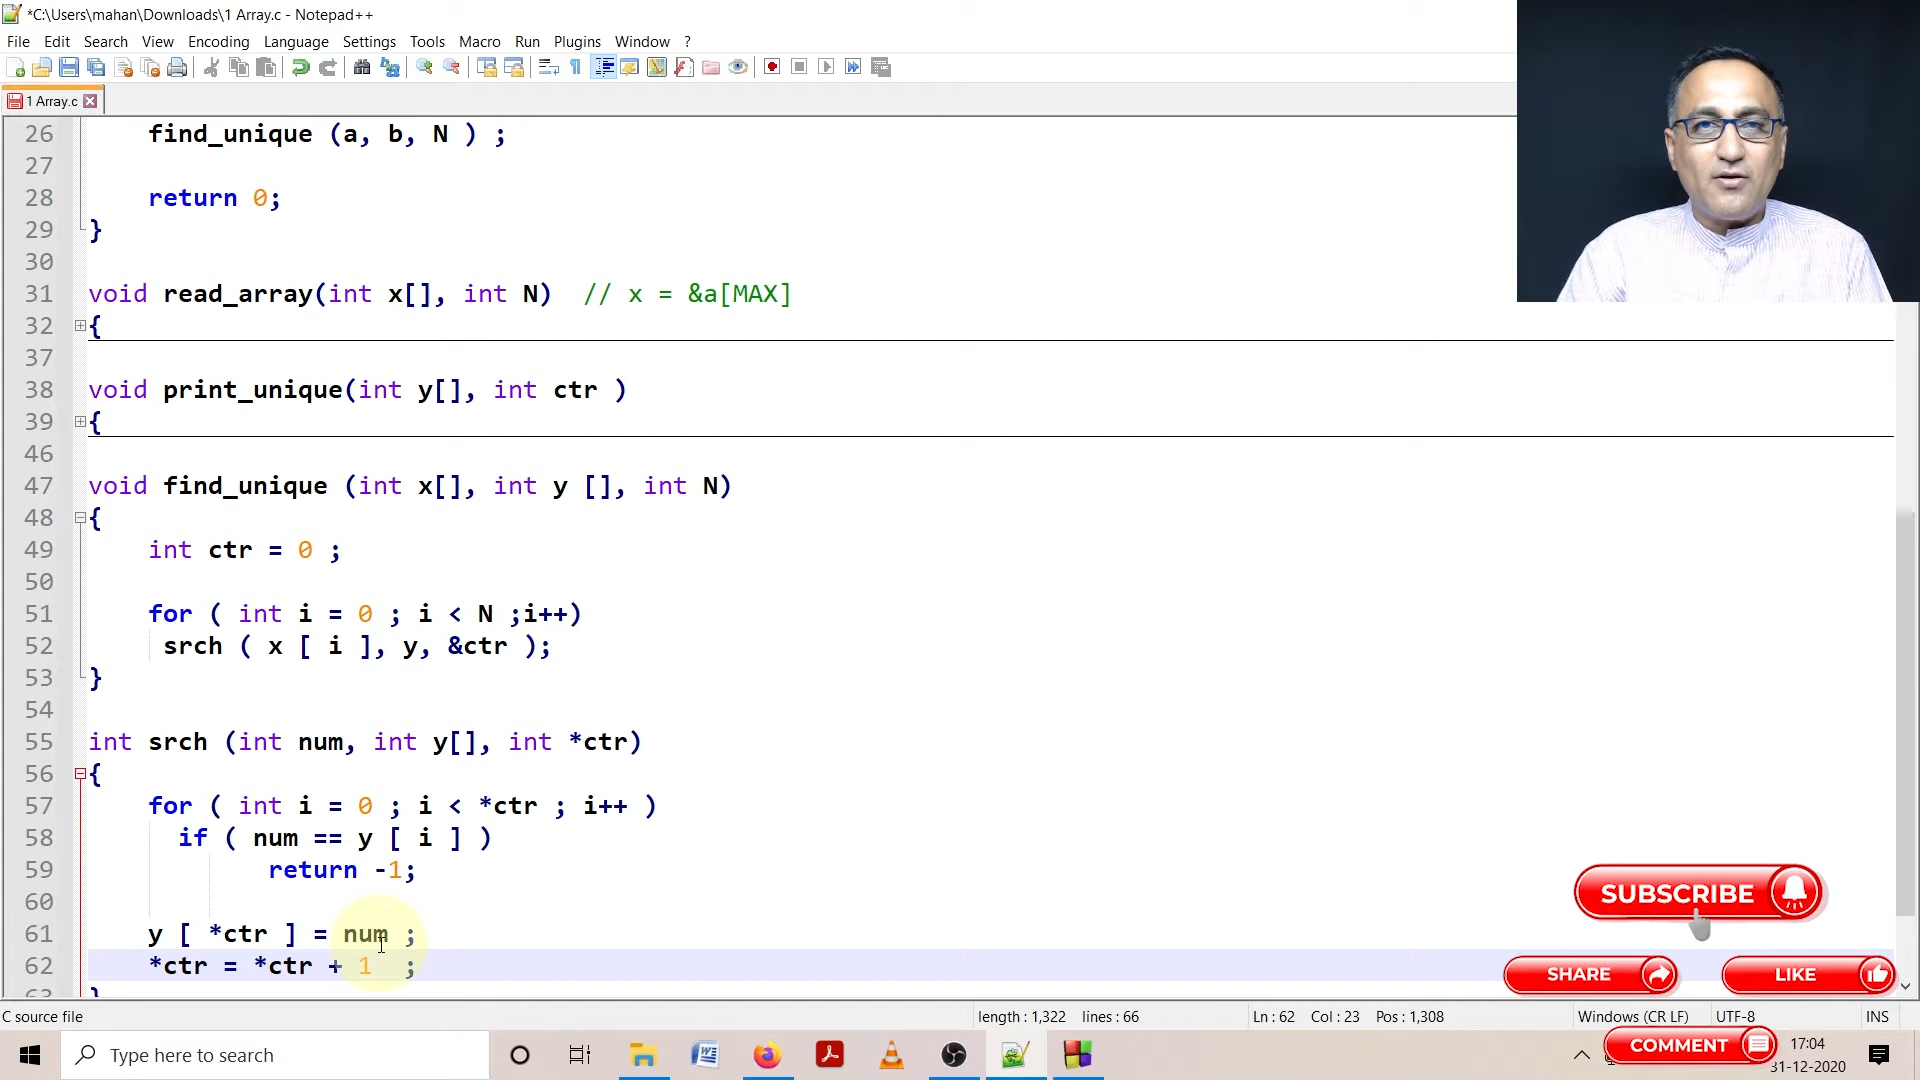 *C:\Users\mahan\Downloads\1 Array.c - Notepad++
File Edit Search View Encoding Language Settings Tools Macro Run Plugins Window ?
1 Array.c
26 find_unique (a, b, N ) ;
27
28 return 0;
29 }
30
31 void read_array(int x[], int N) // x = &a[MAX]
32 {
37
38 void print_unique(int y[], int ctr )
39 {
46
47 void find_unique (int x[], int y [], int N)
48 {
49 int ctr = 0 ;
50
51 for ( int i = 0 ; i < N ;i++)
52 srch ( x [ i ], y, &ctr );
53 }
54
55 int srch (int num, int y[], int *ctr)
56 {
57 for ( int i = 0 ; i < *ctr ; i++ )
58 if ( num == y [ i ] )
59 return -1;
60
61 y [ *ctr ] = num ;
62 *ctr = *ctr + 1 ;
63 }
SUBSCRIBE
SHARE LIKE
C source file length : 1,322 lines : 66 Ln : 62 Col : 23 Pos : 1,308 Windows (CR LF) UTF-8 INS
Type here to search
COMMENT
17:04
31-12-2020